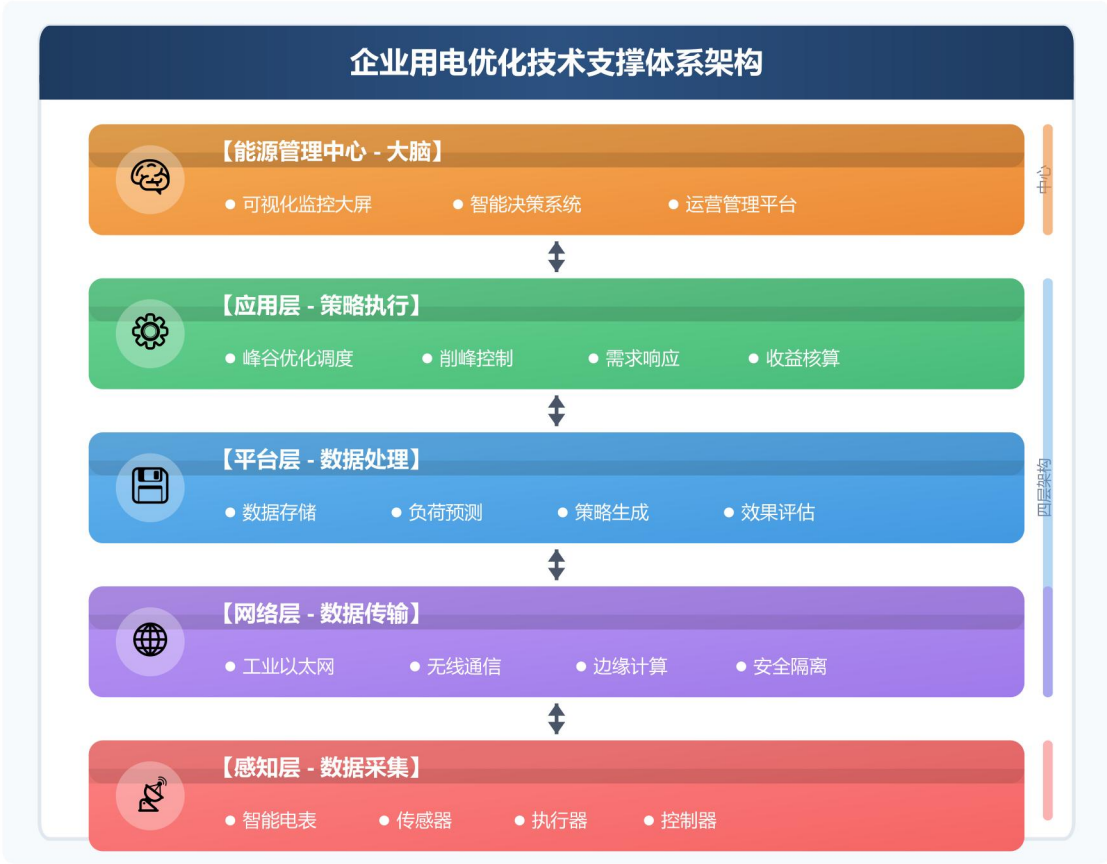 企业用电优化技术支撑体系架构
【能源管理中心 - 大脑】
● 可视化监控大屏 ● 智能决策系统 ● 运营管理平台
中心
【应用层 - 策略执行】
● 峰谷优化调度 ● 削峰控制 ● 需求响应 ● 收益核算
【平台层 - 数据处理】
● 数据存储 ● 负荷预测 ● 策略生成 ● 效果评估
四层架构
【网络层 - 数据传输】
● 工业以太网 ● 无线通信 ● 边缘计算 ● 安全隔离
【感知层 - 数据采集】
● 智能电表 ● 传感器 ● 执行器 ● 控制器